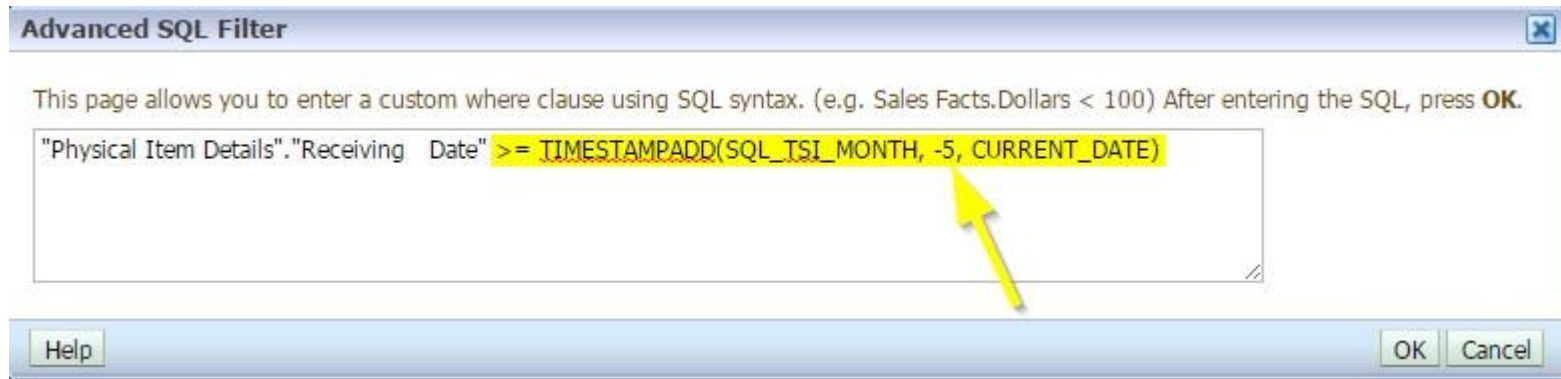 Advanced SQL Filter
This page allows you to enter a custom where clause using SQL syntax. (e.g. Sales Facts.Dollars < 100) After entering the SQL, press OK.
"Physical Item Details"."Receiving   Date" >= TIMESTAMPADD(SQL_TSI_MONTH, -5, CURRENT_DATE)
Help OK Cancel